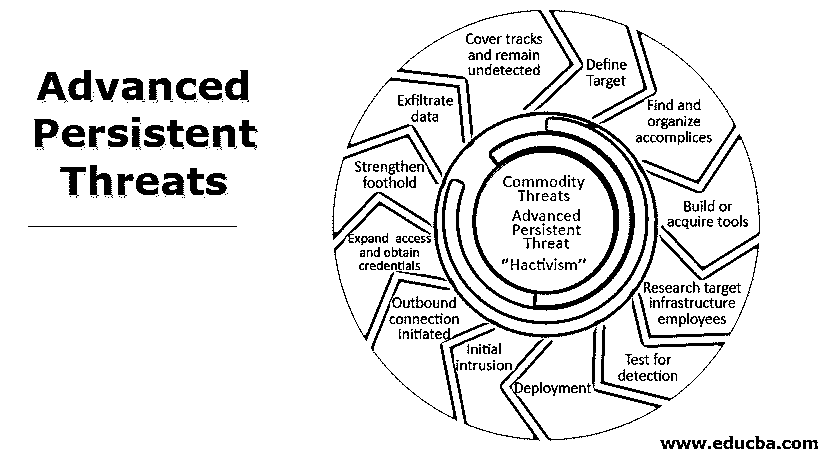 Advanced
Persistent
Threats
Cover tracks
and remain
undetected
Define
Target
Find and
organize
accomplices
Build or
acquire tools
Research target
infrastructure
employees
Test for
detection
Deployment
Initial
intrusion
Outbound
connection
initiated
Expand access
and obtain
credentials
Strengthen
foothold
Exfiltrate
data
Commodity
Threats
Advanced
Persistent
Threat
"Hactivism"
www.educba.com